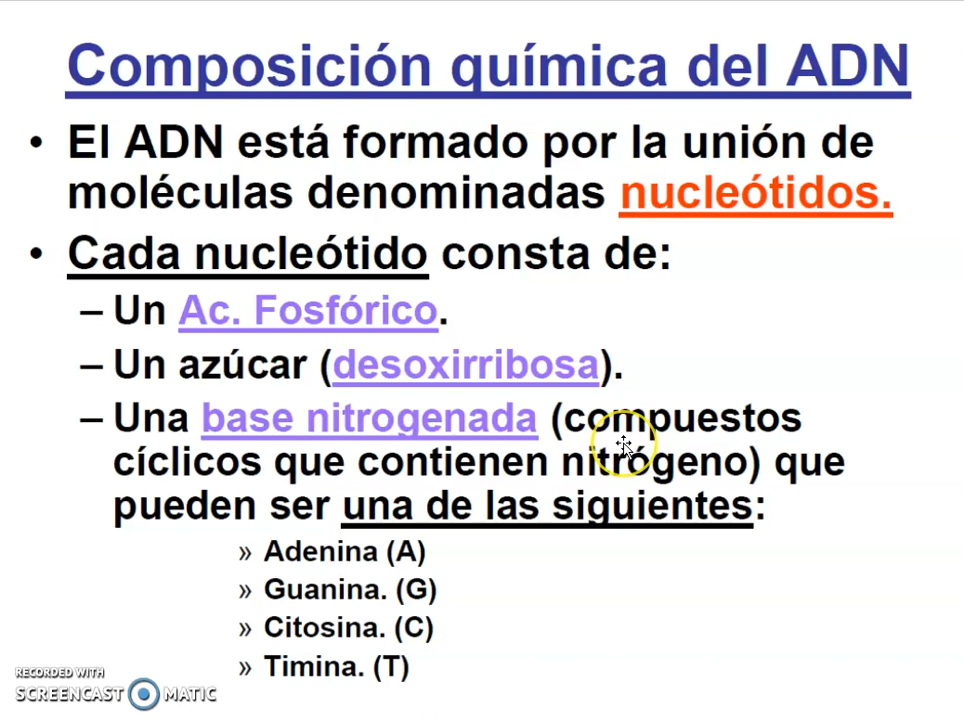 Composición química del ADN
• El ADN está formado por la unión de
moléculas denominadas nucleótidos.
• Cada nucleótido consta de:
– Un Ac. Fosfórico.
– Un azúcar (desoxirribosa).
– Una base nitrogenada (compuestos
cíclicos que contienen nitrógeno) que
pueden ser una de las siguientes:
» Adenina (A)
» Guanina. (G)
» Citosina. (C)
» Timina. (T)
RECORDED WITH
SCREENCAST MATIC